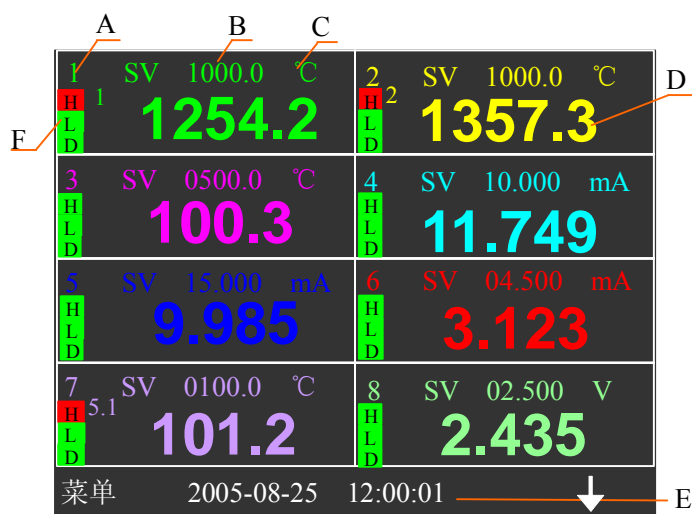 A B C
1 SV 1000.0 ℃
H 1
L
D
1254.2
2 SV 1000.0 ℃
H 2
L
D
1357.3
D
F
3 SV 0500.0 ℃
H
L
D
100.3
4 SV 10.000 mA
H
L
D
11.749
5 SV 15.000 mA
H
L
D
9.985
6 SV 04.500 mA
H
L
D
3.123
7 SV 0100.0 ℃
H 5.1
L
D
101.2
8 SV 02.500 V
H
L
D
2.435
菜单 2005-08-25 12:00:01
E